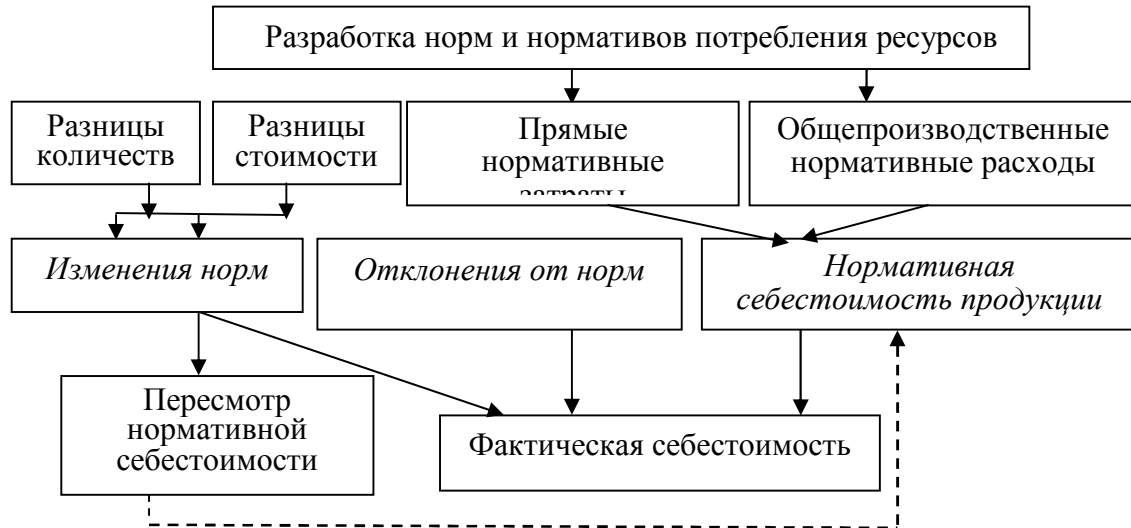 Разработка норм и нормативов потребления ресурсов
Разницы
количеств
Разницы
стоимости
Прямые
нормативные
затраты
Общепроизводственные
нормативные расходы
Изменения норм
Отклонения от норм
Нормативная
себестоимость продукции
Пересмотр
нормативной
себестоимости
Фактическая себестоимость